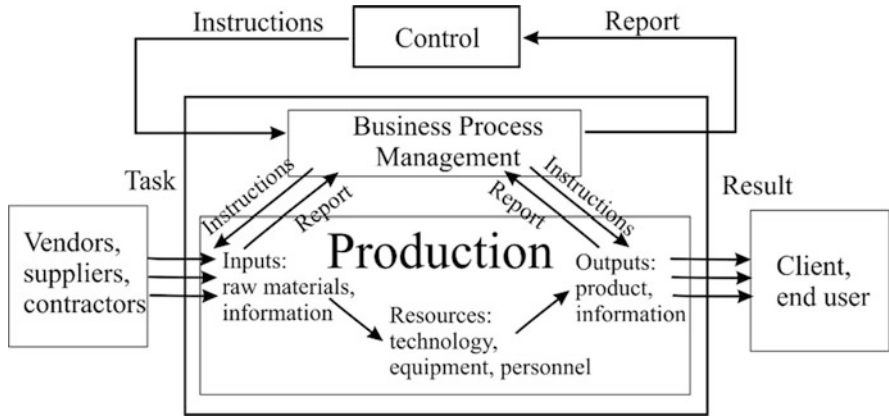 Instructions
Control
Report
Business Process
Management
Task
Instructions
Report
Report
Instructions
Result
Vendors,
suppliers,
contractors
Production
Inputs:
raw materials,
information
Resources:
technology,
equipment, personnel
Outputs:
product,
information
Client,
end user